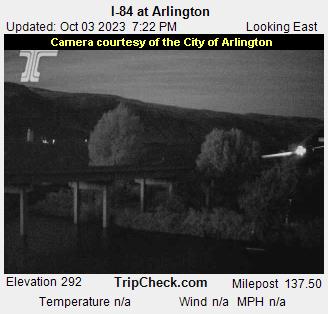 I-84 at Arlington
Updated: Oct 03 2023 7:22 PM Looking East
Camera courtesy of the City of Arlington
Elevation 292 TripCheck.com Milepost 137.50
Temperature n/a Wind n/a MPH n/a